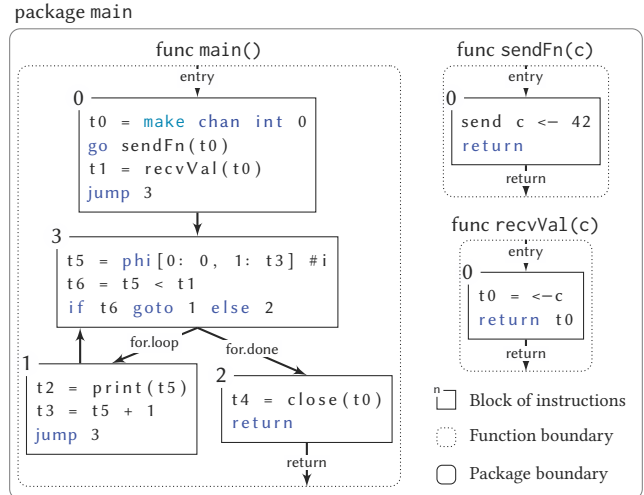 package main
func main()
entry
0
t0 = make chan int 0
go sendFn(t0)
t1 = recvVal(t0)
jump 3
3
t5 = phi[0: 0, 1: t3] #i
t6 = t5 < t1
if t6 goto 1 else 2
for.loop
for.done
1
t2 = print(t5)
t3 = t5 + 1
jump 3
2
t4 = close(t0)
return
return
func sendFn(c)
entry
0
send c <- 42
return
return
func recvVal(c)
entry
0
t0 = <-c
return t0
return
n
Block of instructions
Function boundary
Package boundary